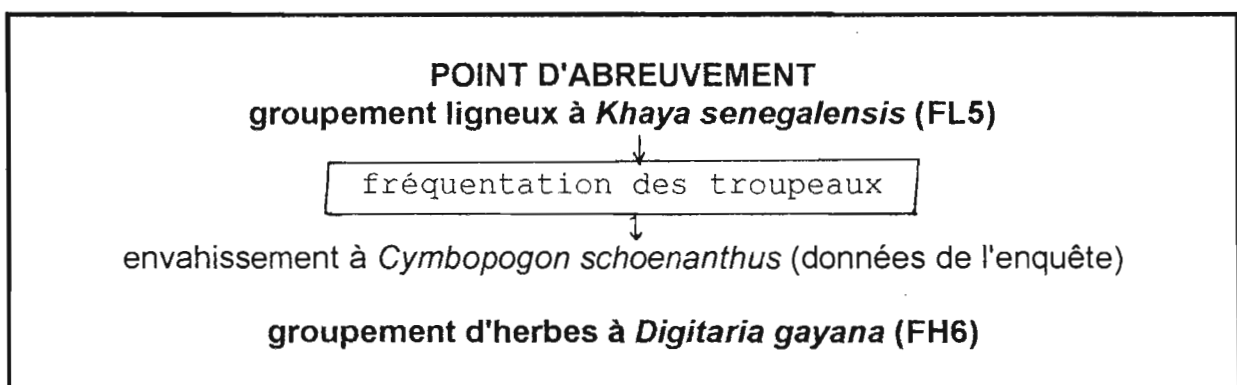 POINT D'ABREUVEMENT
groupement ligneux à Khaya senegalensis (FL5)
fréquentation des troupeaux
envahissement à Cymbopogon schoenanthus (données de l'enquête)
groupement d'herbes à Digitaria gayana (FH6)